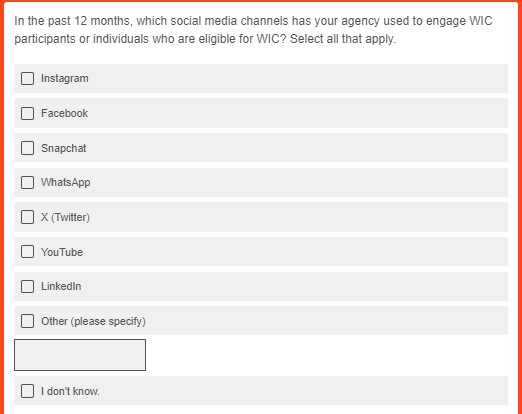 In the past 12 months, which social media channels has your agency used to engage WIC
participants or individuals who are eligible for WIC? Select all that apply.
Instagram
Facebook
Snapchat
WhatsApp
X (Twitter)
YouTube
LinkedIn
Other (please specify)
I don't know.